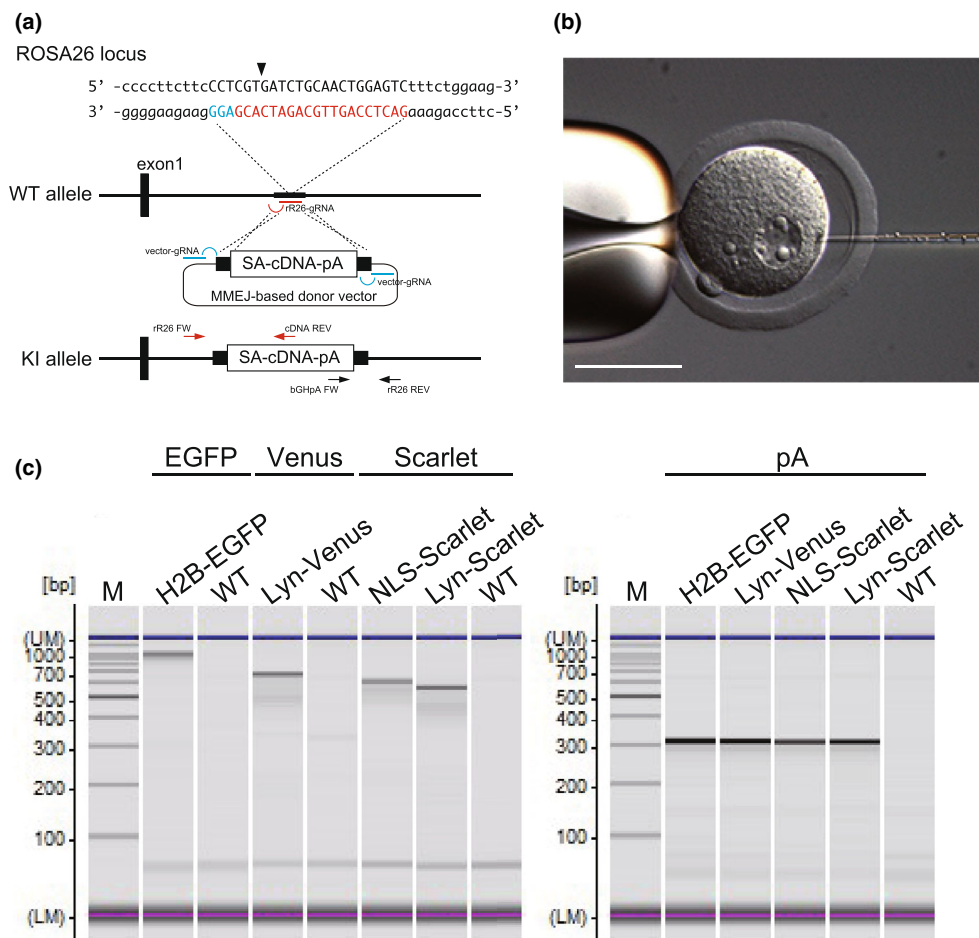 (a)
ROSA26 locus
5' -ccccttcttcCCTCGTGATCTGCAACTGGAGTCtttctggaag-3'
3' -ggggaagaagGGAGCACTAGACGTTGACCTCAGaaagaccttc-5'
exon1
WT allele
rR26-gRNA
vector-gRNA
SA-cDNA-pA
vector-gRNA
MMEJ-based donor vector
rR26 FW
cDNA REV
KI allele
SA-cDNA-pA
bGHpA FW
rR26 REV
(b)
(c)
EGFP
Venus
Scarlet
[bp]
M
H2B-EGFP
WT
Lyn-Venus
WT
NLS-Scarlet
Lyn-Scarlet
WT
(UM)
1000
700
500
400
300
200
100
(LM)
pA
[bp]
M
H2B-EGFP
Lyn-Venus
NLS-Scarlet
Lyn-Scarlet
WT
(UM)
1000
700
500
400
300
200
100
(LM)